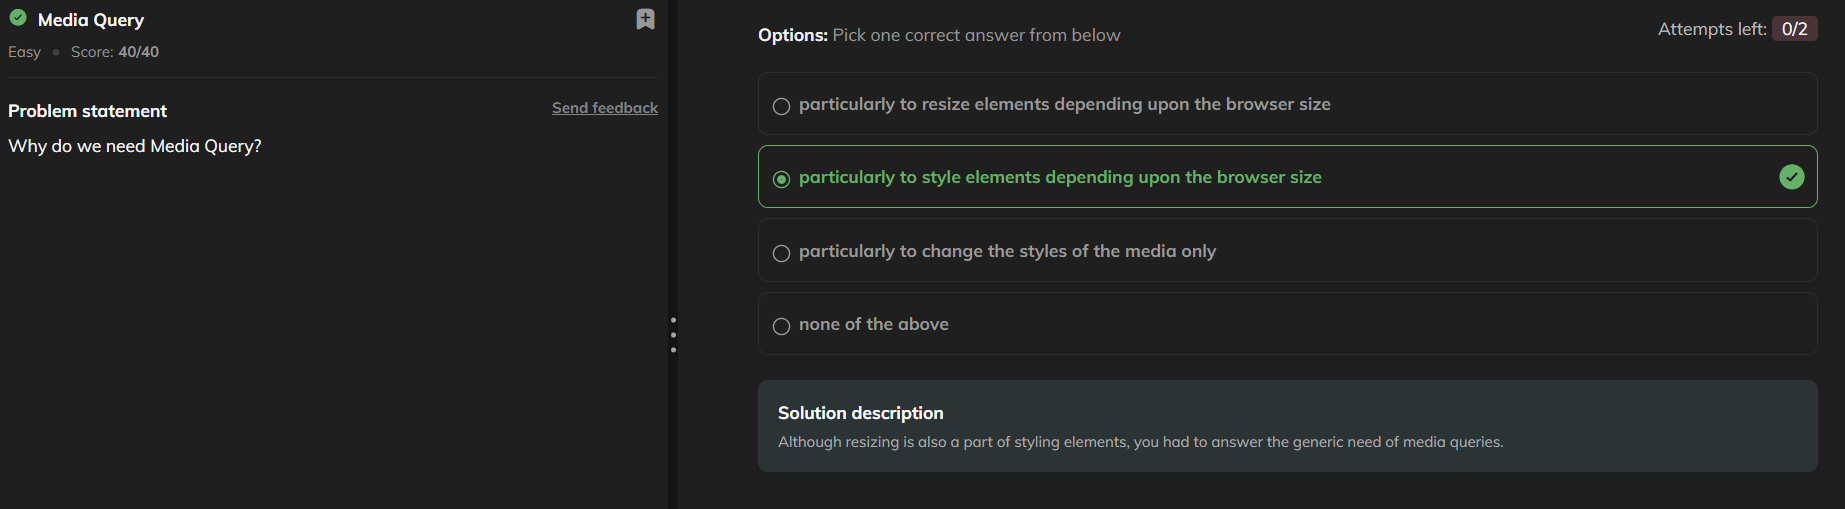 Media Query
Easy • Score: 40/40
Problem statement
Send feedback
Why do we need Media Query?
Options: Pick one correct answer from below
Attempts left: 0/2
particularly to resize elements depending upon the browser size
particularly to style elements depending upon the browser size
particularly to change the styles of the media only
none of the above
Solution description
Although resizing is also a part of styling elements, you had to answer the generic need of media queries.